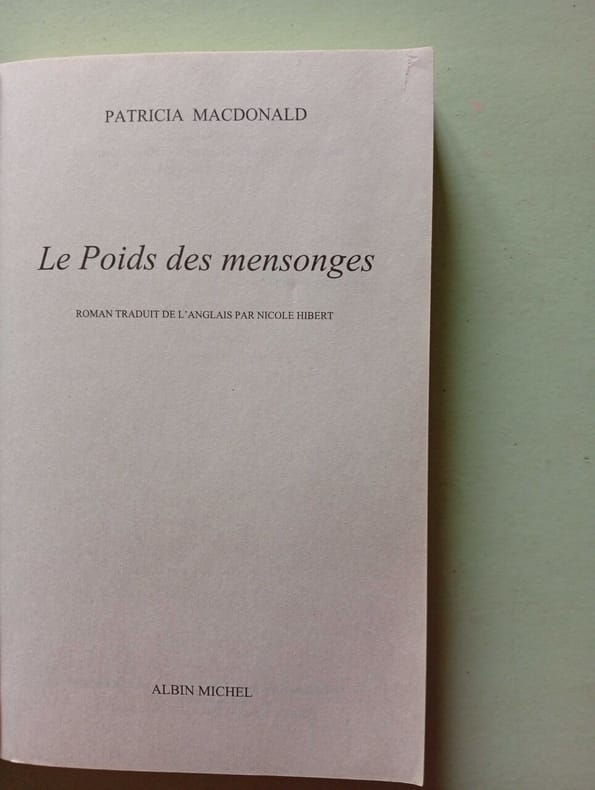 PATRICIA MACDONALD
Le Poids des mensonges
ROMAN TRADUIT DE L'ANGLAIS PAR NICOLE HIBERT
ALBIN MICHEL